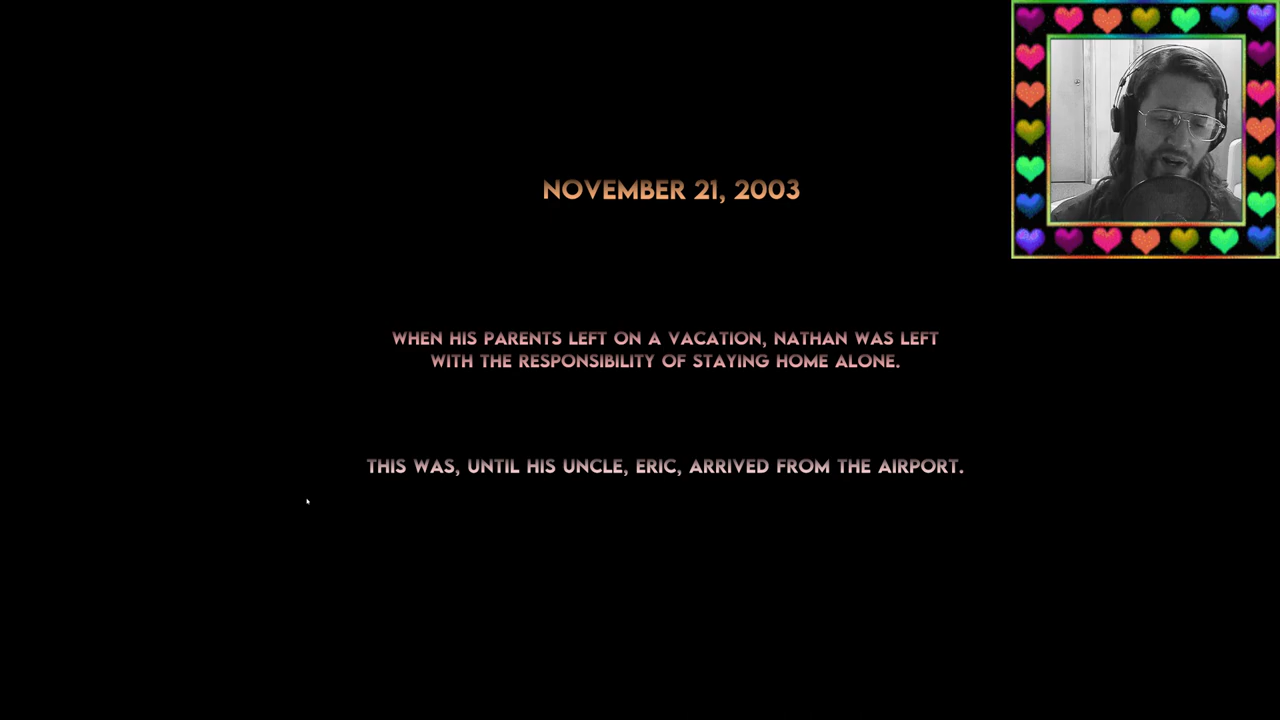 NOVEMBER 21, 2003
WHEN HIS PARENTS LEFT ON A VACATION, NATHAN WAS LEFT
WITH THE RESPONSIBILITY OF STAYING HOME ALONE.
THIS WAS, UNTIL HIS UNCLE, ERIC, ARRIVED FROM THE AIRPORT.